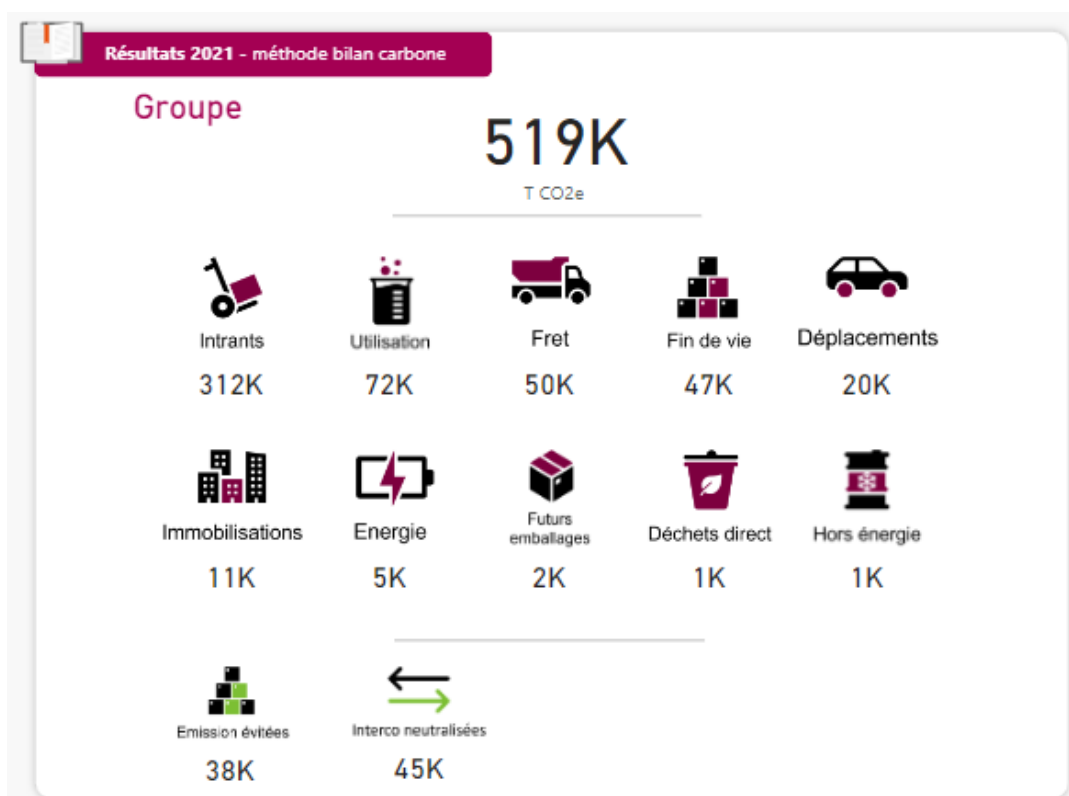 Résultats 2021 - méthode bilan carbone
Groupe
519K
T CO2e
Intrants
312K
Utilisation
72K
Fret
50K
Fin de vie
47K
Déplacements
20K
Immobilisations
11K
Energie
5K
Futurs
emballages
2K
Déchets direct
1K
Hors énergie
1K
Emission évitées
38K
Interco neutralisées
45K